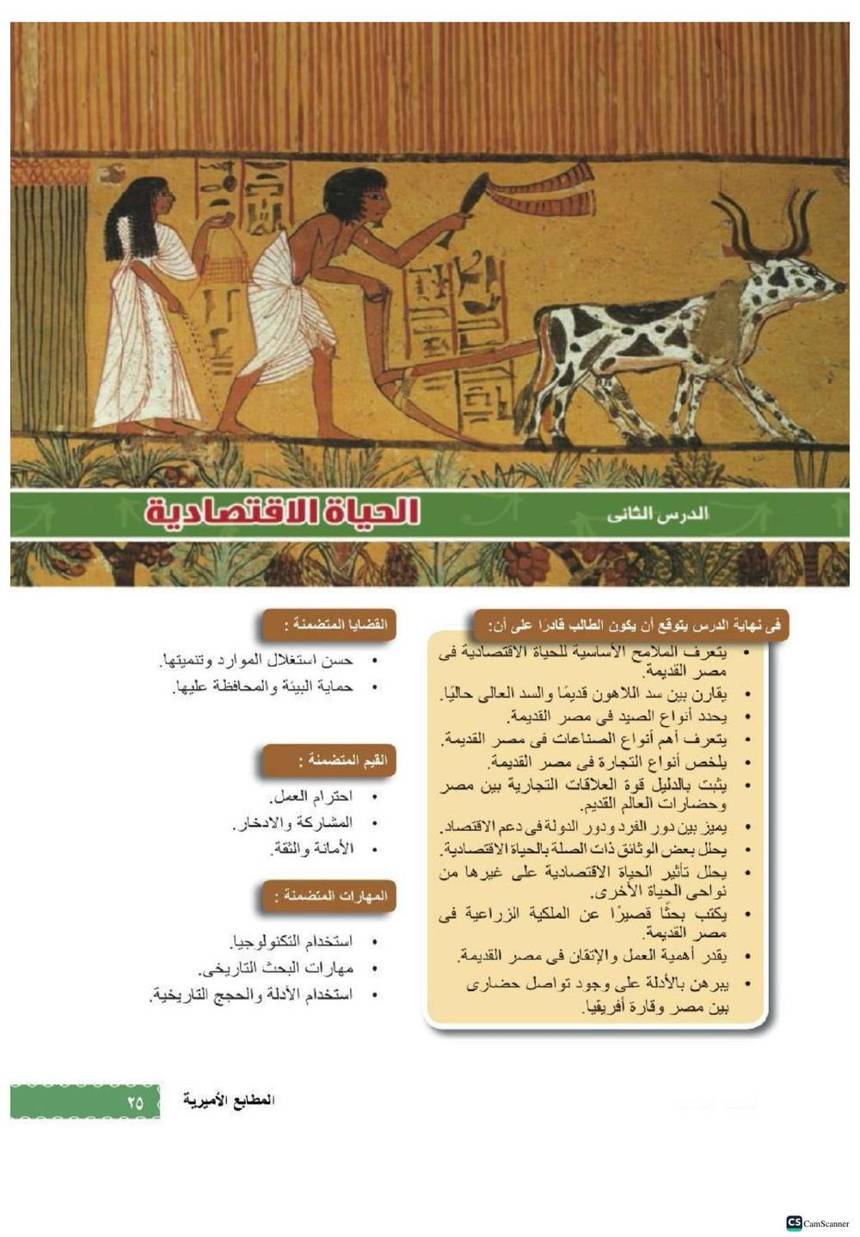 الدرس الثانى
الحياة الاقتصادية
فى نهاية الدرس يتوقع أن يكون الطالب قادرًا على أن:
• يتعرف الملامح الأساسية للحياة الاقتصادية فى
مصر القديمة.
• يقارن بين سد اللاهون قديمًا والسد العالى حاليًا.
• يحدد أنواع الصيد فى مصر القديمة.
• يتعرف أهم أنواع الصناعات فى مصر القديمة.
• يلخص أنواع التجارة فى مصر القديمة.
• يثبت بالدليل قوة العلاقات التجارية بين مصر
وحضارات العالم القديم.
• يميز بين دور الفرد ودور الدولة فى دعم الاقتصاد.
• يحلل بعض الوثائق ذات الصلة بالحياة الاقتصادية.
• يحلل تأثير الحياة الاقتصادية على غيرها من
نواحى الحياة الأخرى.
• يكتب بحثًا قصيرًا عن الملكية الزراعية فى
مصر القديمة.
• يقدر أهمية العمل والإتقان فى مصر القديمة.
• يبرهن بالأدلة على وجود تواصل حضارى
بين مصر وقارة أفريقيا.
القضايا المتضمنة :
• حسن استغلال الموارد وتنميتها.
• حماية البيئة والمحافظة عليها.
القيم المتضمنة :
• احترام العمل.
• المشاركة والادخار.
• الأمانة والثقة.
المهارات المتضمنة :
• استخدام التكنولوجيا.
• مهارات البحث التاريخى.
• استخدام الأدلة والحجج التاريخية.
المطابع الأميرية
٢٥
CS CamScanner